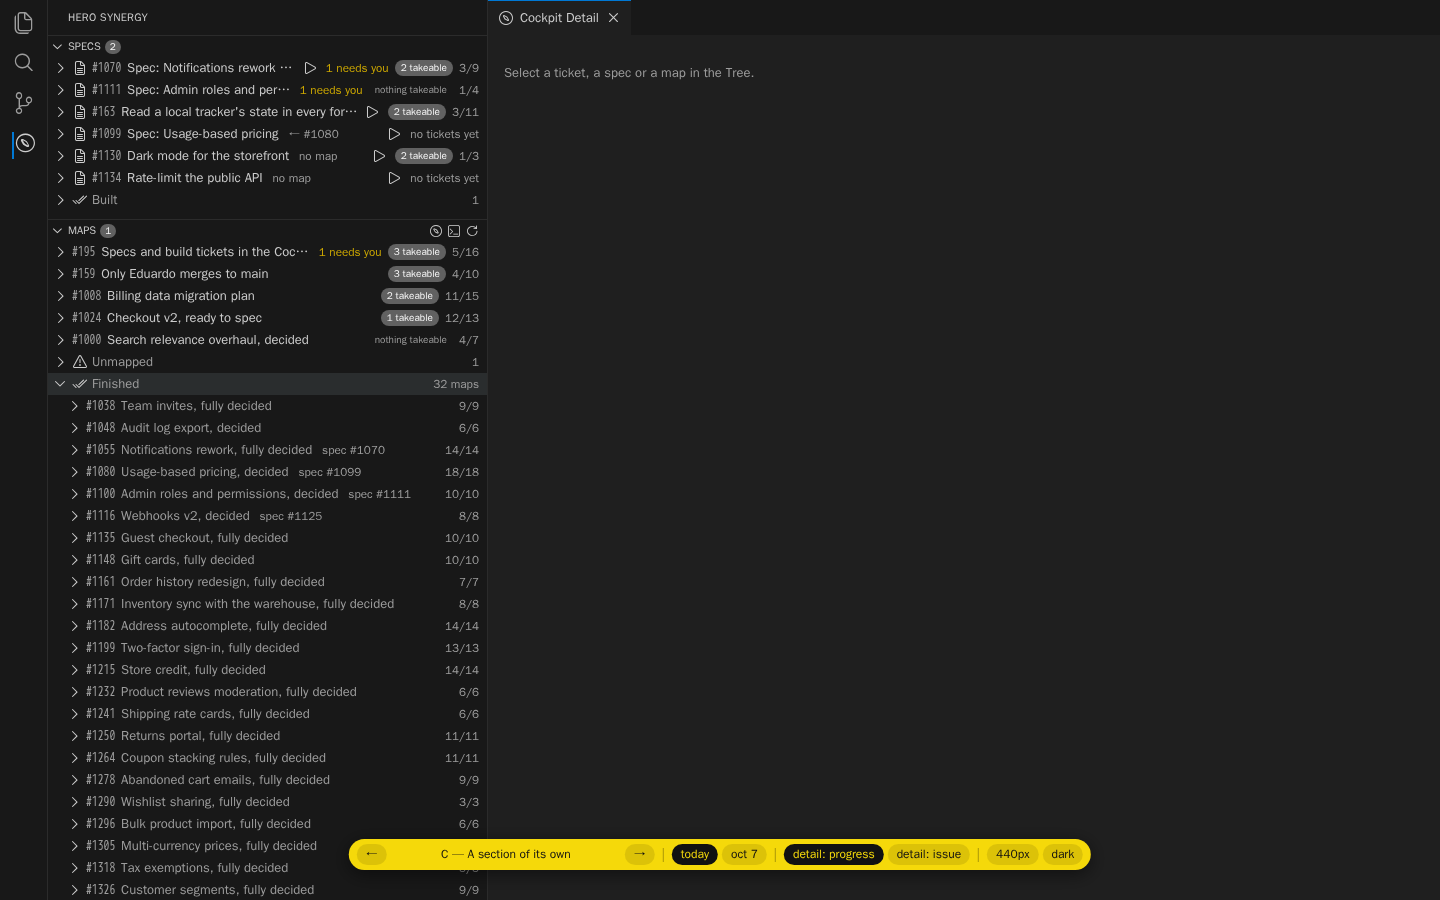 HERO SYNERGY
Cockpit Detail
SPECS 2
#1070 Spec: Notifications rework ··· 1 needs you 2 takeable 3/9
Select a ticket, a spec or a map in the Tree.
#1111 Spec: Admin roles and per··· 1 needs you nothing takeable 1/4
#163 Read a local tracker's state in every for··· 2 takeable 3/11
#1099 Spec: Usage-based pricing ← #1080 no tickets yet
#1130 Dark mode for the storefront no map 2 takeable 1/3
#1134 Rate-limit the public API no map no tickets yet
Built 1
MAPS 1
#195 Specs and build tickets in the Coc··· 1 needs you 3 takeable 5/16
#159 Only Eduardo merges to main 3 takeable 4/10
#1008 Billing data migration plan 2 takeable 11/15
#1024 Checkout v2, ready to spec 1 takeable 12/13
#1000 Search relevance overhaul, decided nothing takeable 4/7
Unmapped 1
Finished 32 maps
#1038 Team invites, fully decided 9/9
#1048 Audit log export, decided 6/6
#1055 Notifications rework, fully decided spec #1070 14/14
#1080 Usage-based pricing, decided spec #1099 18/18
#1100 Admin roles and permissions, decided spec #1111 10/10
#1116 Webhooks v2, decided spec #1125 8/8
#1135 Guest checkout, fully decided 10/10
#1148 Gift cards, fully decided 10/10
#1161 Order history redesign, fully decided 7/7
#1171 Inventory sync with the warehouse, fully decided 8/8
#1182 Address autocomplete, fully decided 14/14
#1199 Two-factor sign-in, fully decided 13/13
#1215 Store credit, fully decided 14/14
#1232 Product reviews moderation, fully decided 6/6
#1241 Shipping rate cards, fully decided 6/6
#1250 Returns portal, fully decided 11/11
#1264 Coupon stacking rules, fully decided 11/11
#1278 Abandoned cart emails, fully decided 9/9
#1290 Wishlist sharing, fully decided 3/3
#1296 Bulk product import, fully decided 6/6
#1305 Multi-currency prices, fully decided
← C — A section of its own → today oct 7 detail: progress detail: issue 440px dark
#1318 Tax exemptions, fully decided
#1326 Customer segments, fully decided 9/9